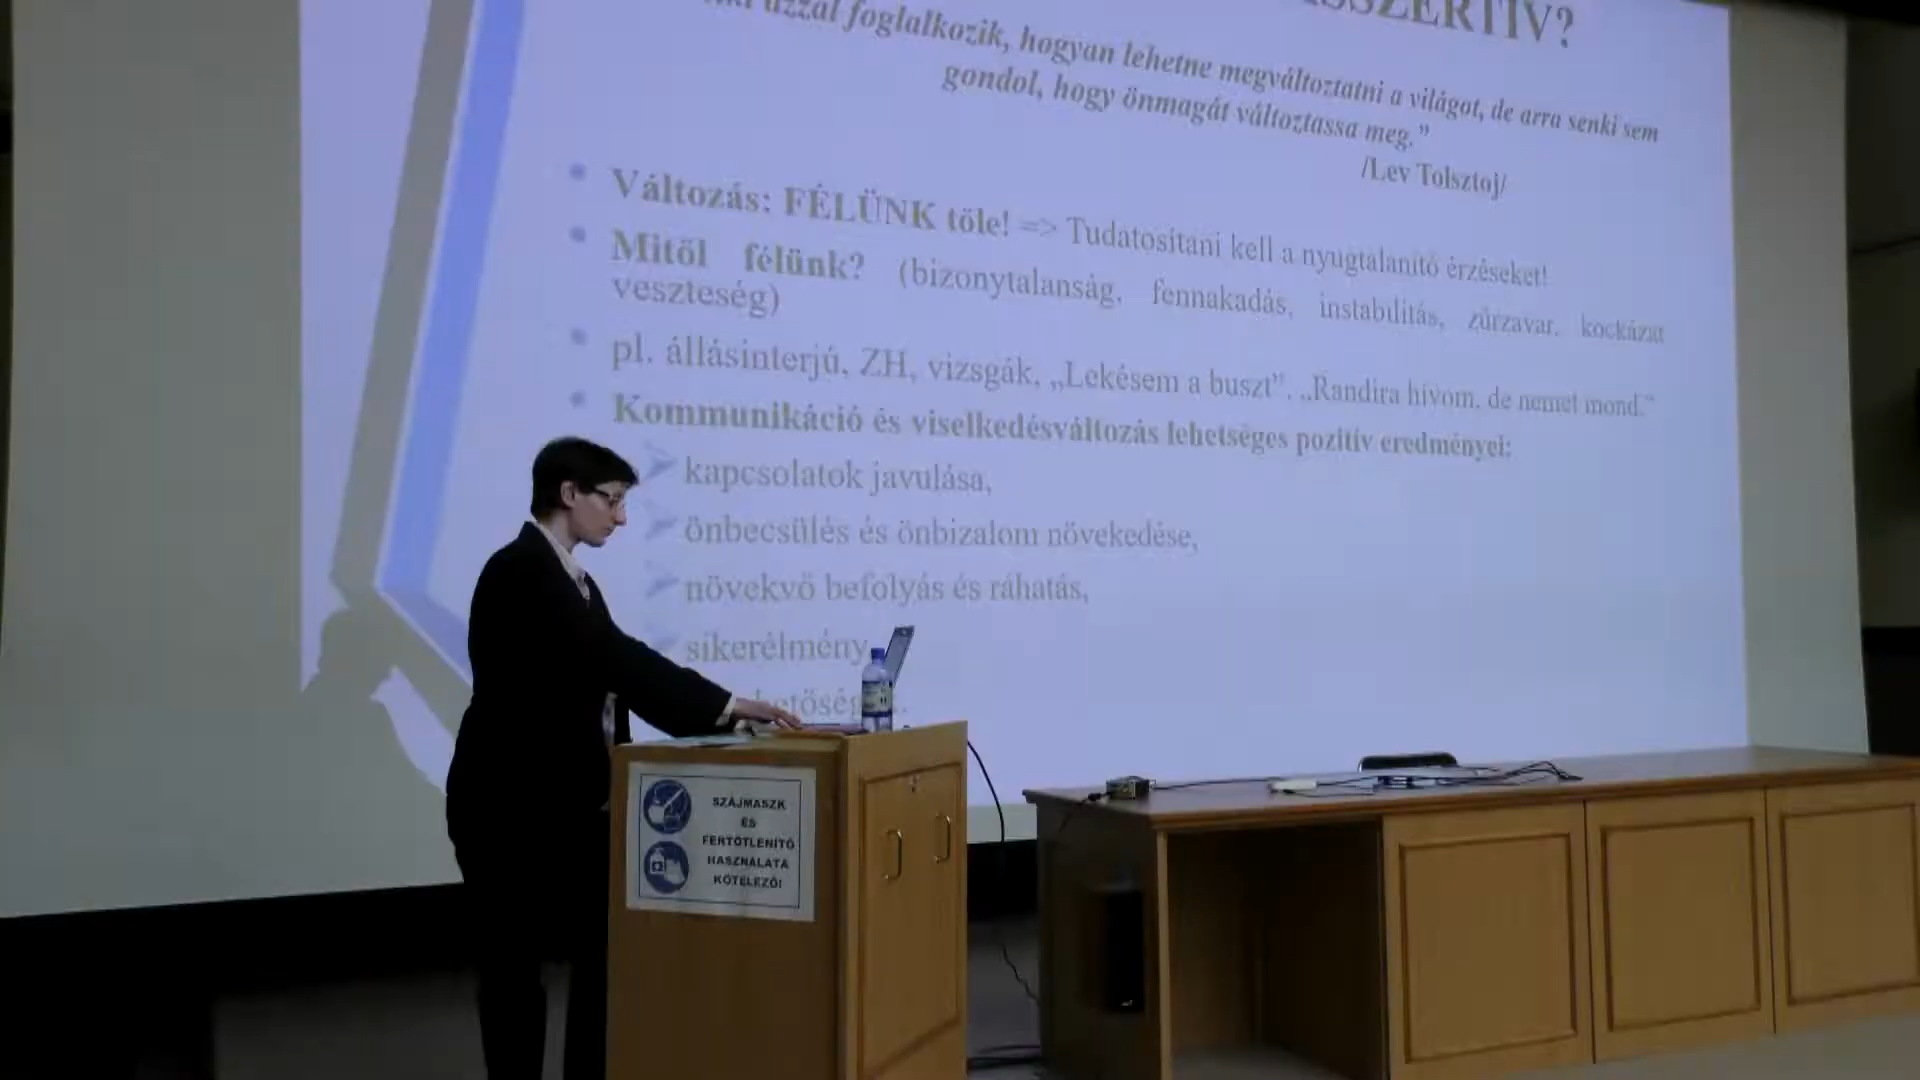 ASSZERTÍV?
azzal foglalkozik, hogyan lehetne megváltoztatni a világot, de arra senki sem
gondol, hogy önmagát változtassa meg.”
/Lev Tolsztoj/
• Változás: FÉLÜNK tőle! => Tudatosítani kell a nyugtalanító érzéseket!
• Mitől félünk? (bizonytalanság, fennakadás, instabilitás, zűrzavar, kockázat
veszteség)
• pl. állásinterjú, ZH, vizsgák, „Lekésem a buszt”, „Randira hívom, de nemet mond.”
• Kommunikáció és viselkedésváltozás lehetséges pozitív eredményei:
➢ kapcsolatok javulása,
➢ önbecsülés és önbizalom növekedése,
➢ növekvő befolyás és ráhatás,
➢ sikerélmény
SZÁJMASZK
ÉS
FERTŐTLENÍTŐ
HASZNÁLATA
KÖTELEZŐ!